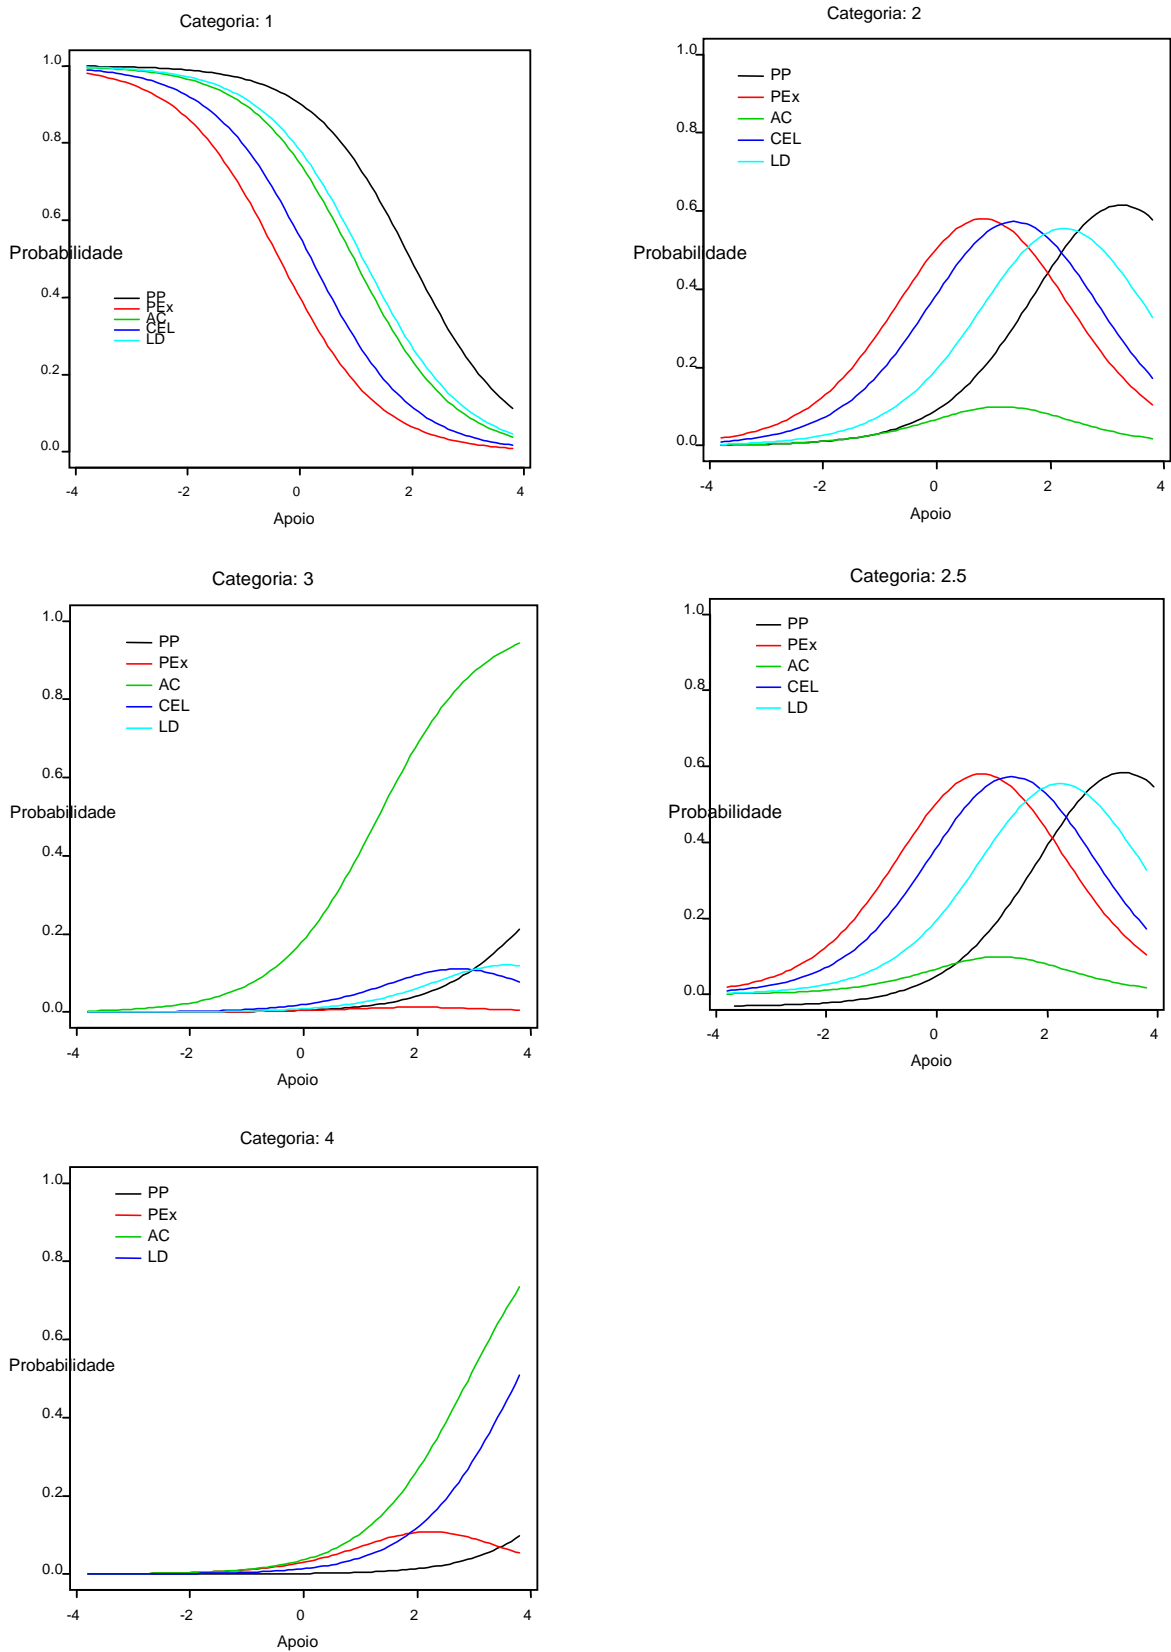 Categoria: 1
1.0
0.8
0.6
Probabilidade
0.4
PP
PEx
AC
CEL
LD
0.2
0.0
-4
-2
0
2
4
Apoio
Categoria: 2
1.0
PP
PEx
AC
CEL
LD
0.8
0.6
Probabilidade
0.4
0.2
0.0
-4
-2
0
2
4
Apoio
Categoria: 3
1.0
PP
PEx
AC
CEL
LD
0.8
0.6
Probabilidade
0.4
0.2
0.0
-4
-2
0
2
4
Apoio
Categoria: 2.5
1.0
PP
PEx
AC
CEL
LD
0.8
0.6
Probabilidade
0.4
0.2
0.0
-4
-2
0
2
4
Apoio
Categoria: 4
1.0
PP
PEx
AC
LD
0.8
0.6
Probabilidade
0.4
0.2
0.0
-4
-2
0
2
4
Apoio